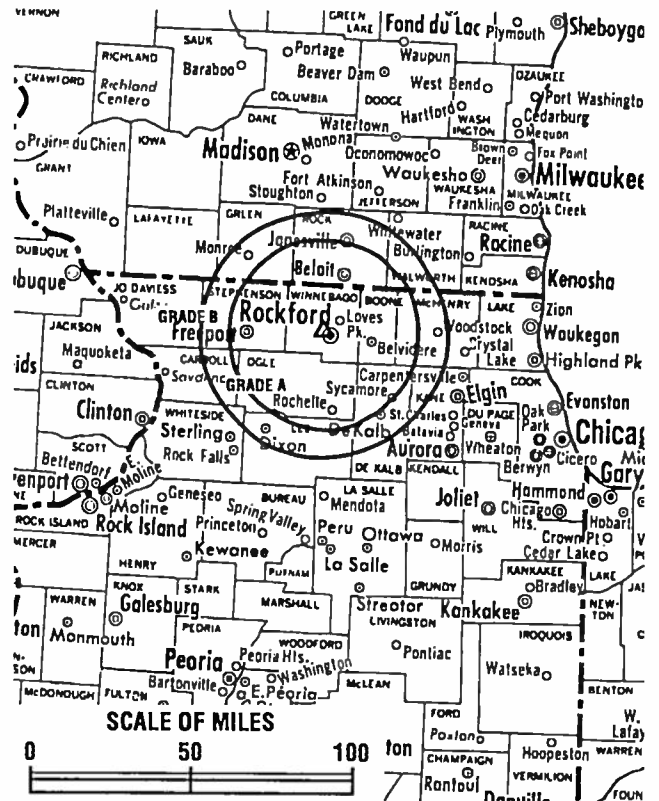 VERNON
GREEN
LAKE
Fond du Lac
Plymouth
Sheboyga
SAUK
Portage
Waupun
RICHLAND
Baraboo
Beaver Dam
West Bend
OZAUKEE
CRAWFORD
Richland
Center
COLUMBIA
DODGE
Port Washingto
Hartford
WASH
INGTON
Cedarburg
DANE
Watertown
Mequon
Prairie du Chien
IOWA
Madison
Monona
Oconomowoc
Brown
Deer
Fox Point
GRANT
Waukesha
Milwaukee
Fort Atkinson
WAUKESHA
MILWAUKEE
Stoughton
JEFFERSON
Franklin
Oak Creek
Platteville
LAFAYETTE
GREEN
ROCK
Whitewater
RACINE
Janesville
Burlington
Racine
DUBUQUE
Monroe
buque
Beloit
WALWORTH
KENOSHA
Kenosha
JO DAVIESS
STEPHENSON
WINNEBAGO
BOONE
McHENRY
LAKE
Zion
JACKSON
GRADE B
Rockford
Loves
Pk.
Woodstock
Waukegan
Freeport
Belvidere
Crystal
Lake
Highland Pk
ids
Maquoketa
CARROLL
OGLE
Savanna
GRADE A
Carpentersville
COOK
CLINTON
Sycamore
KANE
Elgin
Evanston
Rochelle
Clinton
WHITESIDE
St. Charles
DU PAGE
Oak
Park
Sterling
LEE
De Kalb
Geneva
Chicag
SCOTT
Dixon
Batavia
Rock Falls
Wheaton
Bettendorf
E.
Moline
Aurora
Berwyn
Cicero
enport
DE KALB
KENDALL
Gary
Moline
Geneseo
BUREAU
LA SALLE
Mendota
Joliet
Hammond
ROCK ISLAND
Rock Island
Spring Valley
Chicago
Hts.
Hobart
Princeton
Peru
Ottawa
WILL
MERCER
Kewanee
Morris
Crown Pt
La Salle
Cedar Lake
HENRY
PUTNAM
KANKAKEE
KNOX
STARK
GRUNDY
Bradley
LAKE
WARREN
Galesburg
MARSHALL
Streator
Kankakee
NEW-
TON
LIVINGSTON
ton
Monmouth
PEORIA
IROQUOIS
WOODFORD
Peoria
Peoria Hts.
Pontiac
Washington
Watseka
Bartonville
E. Peoria
McLEAN
BENTON
McDONOUGH
FULTON
SCALE OF MILES
FORD
W.
Lafay
0
50
100
ton
Paxton
Hoopeston
WARREN
CHAMPAIGN
Rantoul
VERMILION
Danville
FOUN